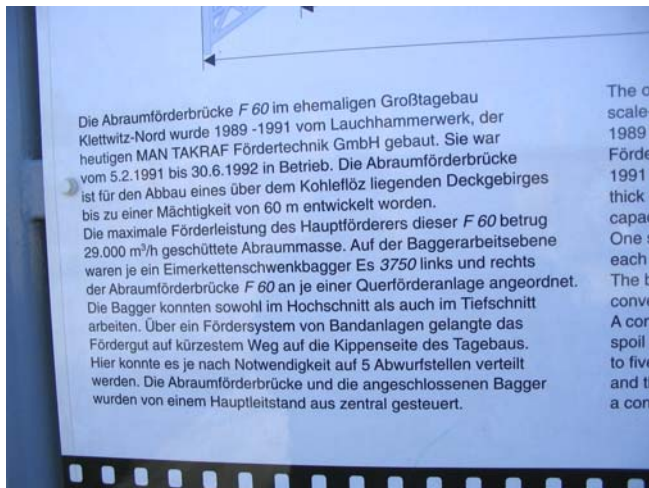 Die Abraumförderbrücke F 60 im ehemaligen Großtagebau
Klettwitz-Nord wurde 1989 -1991 vom Lauchhammerwerk, der
heutigen MAN TAKRAF Fördertechnik GmbH gebaut. Sie war
vom 5.2.1991 bis 30.6.1992 in Betrieb. Die Abraumförderbrücke
ist für den Abbau eines über dem Kohleflöz liegenden Deckgebirges
bis zu einer Mächtigkeit von 60 m entwickelt worden.
Die maximale Förderleistung des Hauptförderers dieser F 60 betrug
29.000 m³/h geschüttete Abraummasse. Auf der Baggerarbeitsebene
waren je ein Eimerkettenschwenkbagger Es 3750 links und rechts
der Abraumförderbrücke F 60 an je einer Querförderanlage angeordnet.
Die Bagger konnten sowohl im Hochschnitt als auch im Tiefschnitt
arbeiten. Über ein Fördersystem von Bandanlagen gelangte das
Fördergut auf kürzestem Weg auf die Kippenseite des Tagebaus.
Hier konnte es je nach Notwendigkeit auf 5 Abwurfstellen verteilt
werden. Die Abraumförderbrücke und die angeschlossenen Bagger
wurden von einem Hauptleitstand aus zentral gesteuert.
The
scale
1989
Förde
1991
thick
capa
One
each
The
conve
A con
spoil
to five
and
a con